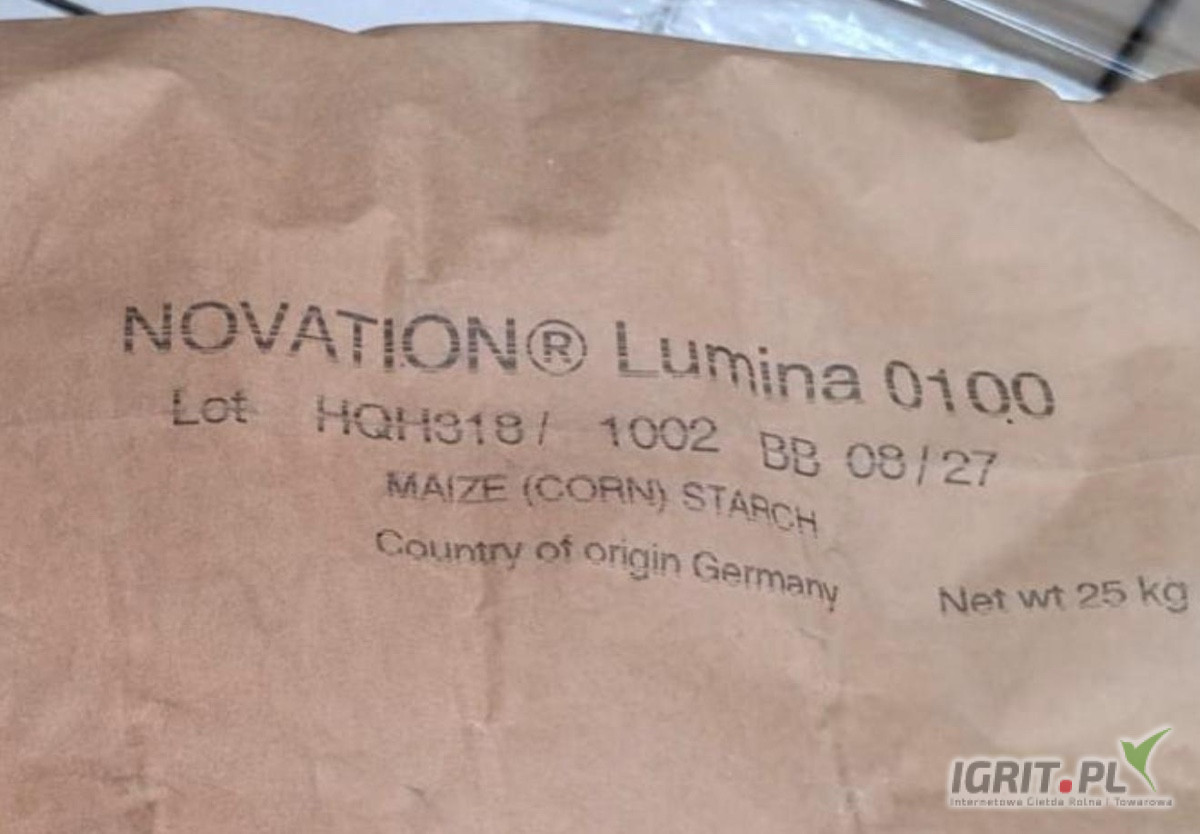 NOVATION® Lumina 0100
Lot HQH318/ 1002 BB 08/27
MAIZE (CORN) STARCH
Country of origin Germany
Net wt 25 kg
IGRIT.PL
Internetowa Giełda Rolna i Towarowa